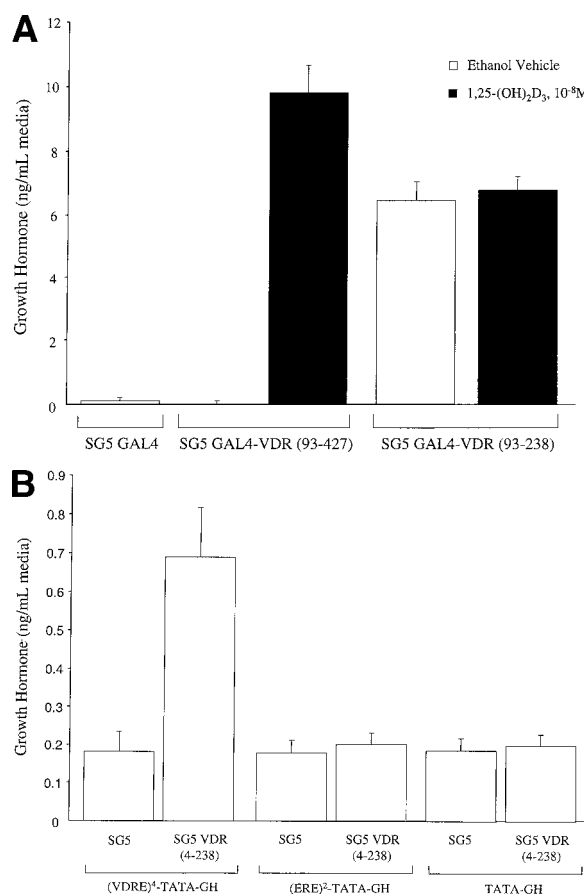 A
Growth Hormone (ng/mL media)
12
10
8
6
4
2
0
Ethanol Vehicle
1,25-(OH)₂D₃, 10⁻⁸M
SG5 GAL4 SG5 GAL4-VDR (93-427) SG5 GAL4-VDR (93-238)
B
Growth Hormone (ng/mL media)
0.9
0.8
0.7
0.6
0.5
0.4
0.3
0.2
0.1
0
SG5 SG5 VDR SG5 SG5 VDR SG5 SG5 VDR
(4-238) (4-238) (4-238)
(VDRE)⁴-TATA-GH (ERE)²-TATA-GH TATA-GH